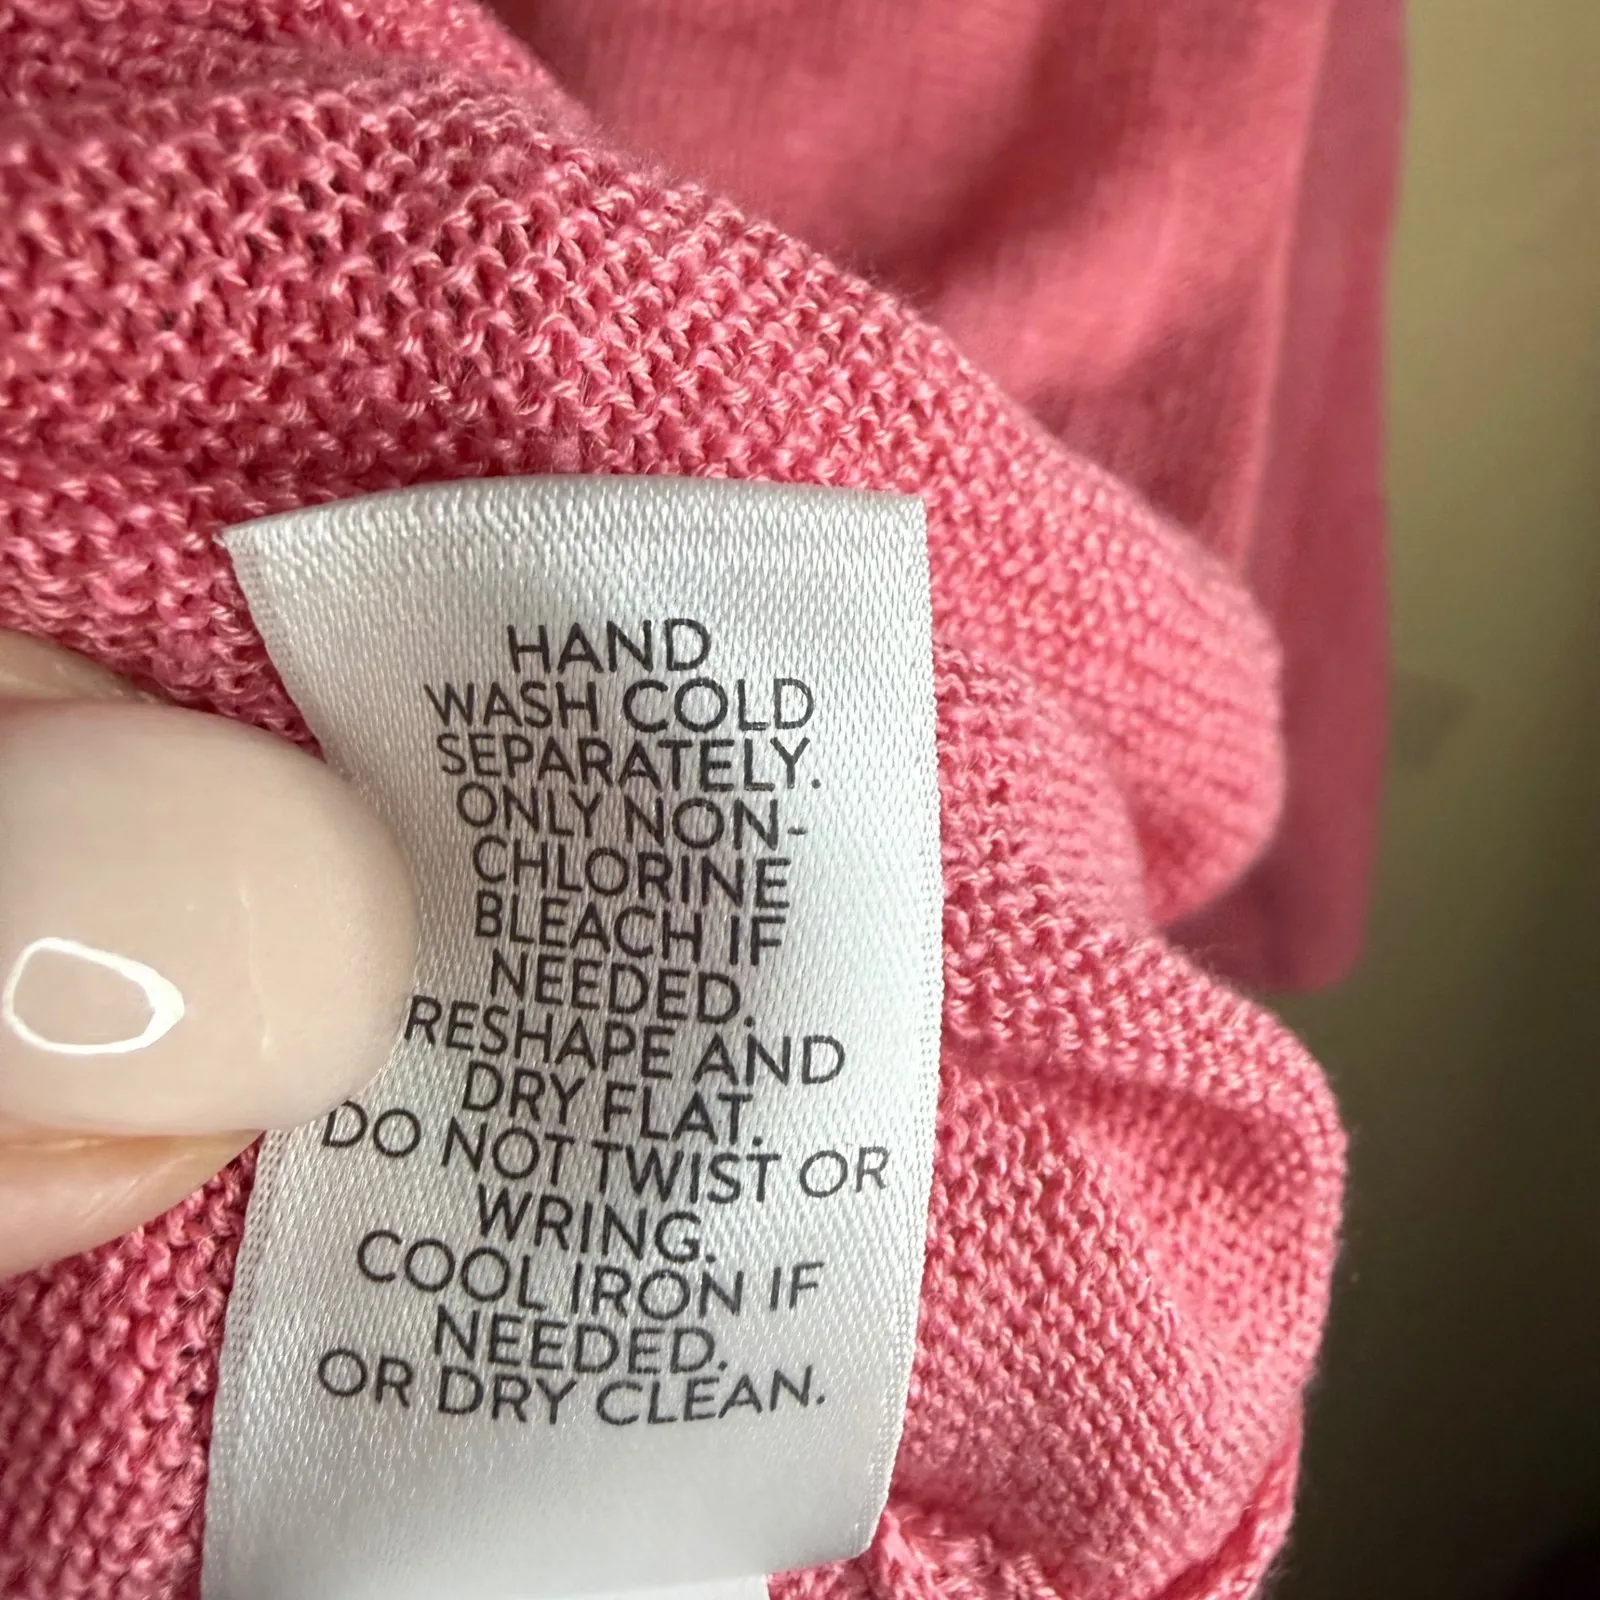 HAND
WASH COLD
SEPARATELY.
ONLY NON-
CHLORINE
BLEACH IF
NEEDED.
RESHAPE AND
DRY FLAT.
DO NOT TWIST OR
WRING.
COOL IRON IF
NEEDED.
OR DRY CLEAN.